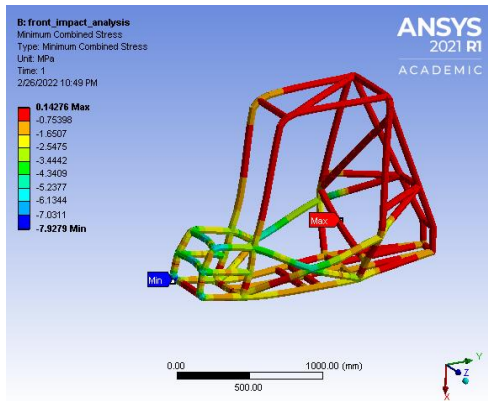 B: front_impact_analysis
Minimum Combined Stress
Type: Minimum Combined Stress
Unit: MPa
Time: 1
2/26/2022 10:49 PM
0.14276 Max
-0.75398
-1.6507
-2.5475
-3.4442
-4.3409
-5.2377
-6.1344
-7.0311
-7.9279 Min
ANSYS
2021 R1
ACADEMIC
Max
Min
0.00
1000.00 (mm)
500.00
Y
Z
X